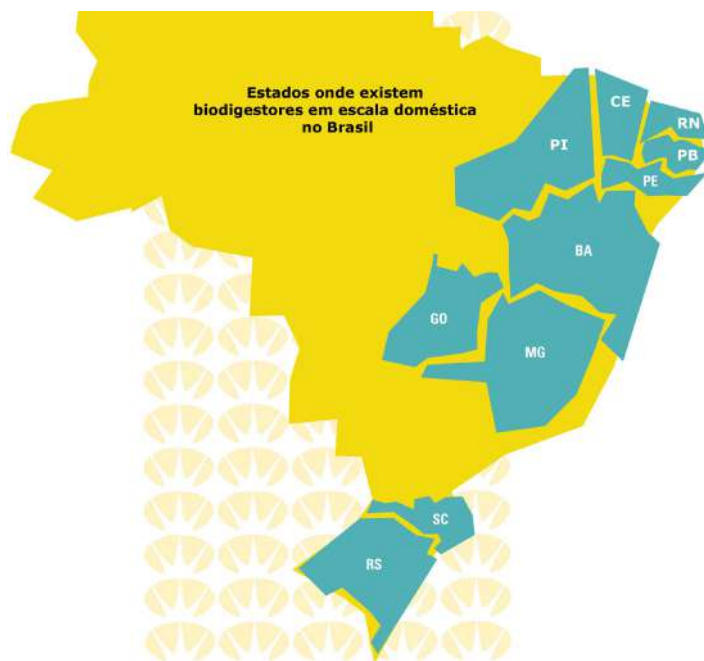 Estados onde existem
biodigestores em escala doméstica
no Brasil
CE
RN
PI
PB
PE
BA
GO
MG
SC
RS